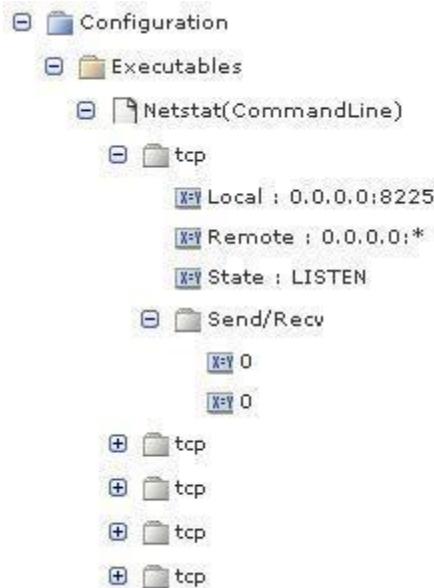 Configuration
Executables
Netstat(CommandLine)
tcp
X=Y Local : 0.0.0.0:8225
X=Y Remote : 0.0.0.0:*
X=Y State : LISTEN
Send/Recv
X=Y 0
X=Y 0
tcp
tcp
tcp
tcp